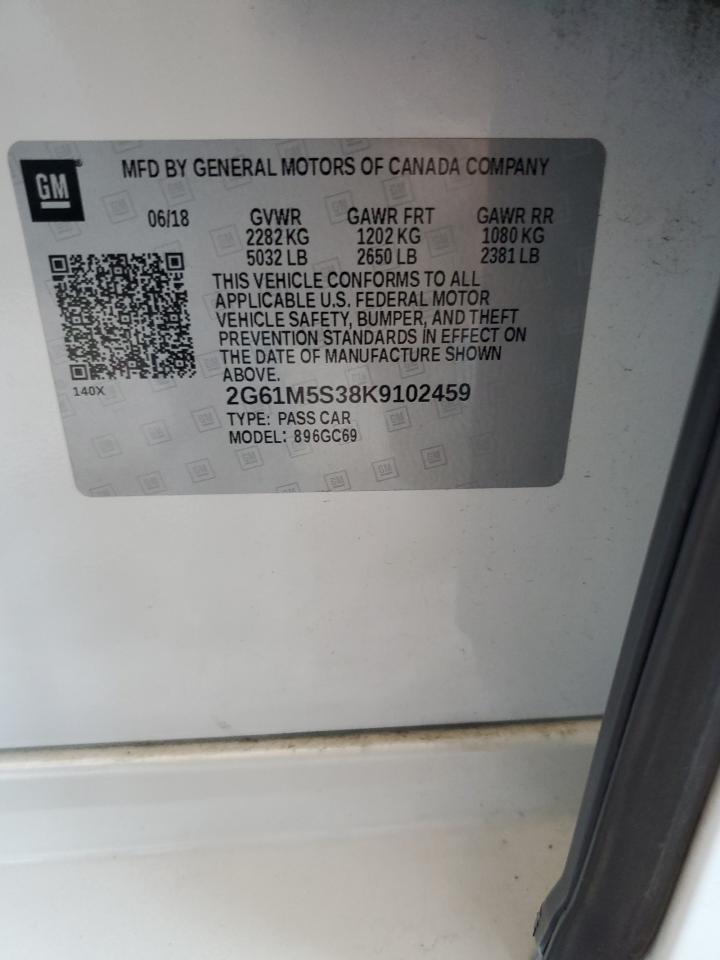 GM
MFD BY GENERAL MOTORS OF CANADA COMPANY
06/18 GVWR GAWR FRT GAWR RR
2282 KG 1202 KG 1080 KG
5032 LB 2650 LB 2381 LB
THIS VEHICLE CONFORMS TO ALL
APPLICABLE U.S. FEDERAL MOTOR
VEHICLE SAFETY, BUMPER, AND THEFT
PREVENTION STANDARDS IN EFFECT ON
THE DATE OF MANUFACTURE SHOWN
ABOVE.
140X
2G61M5S38K9102459
TYPE: PASS CAR
MODEL: 896GC69